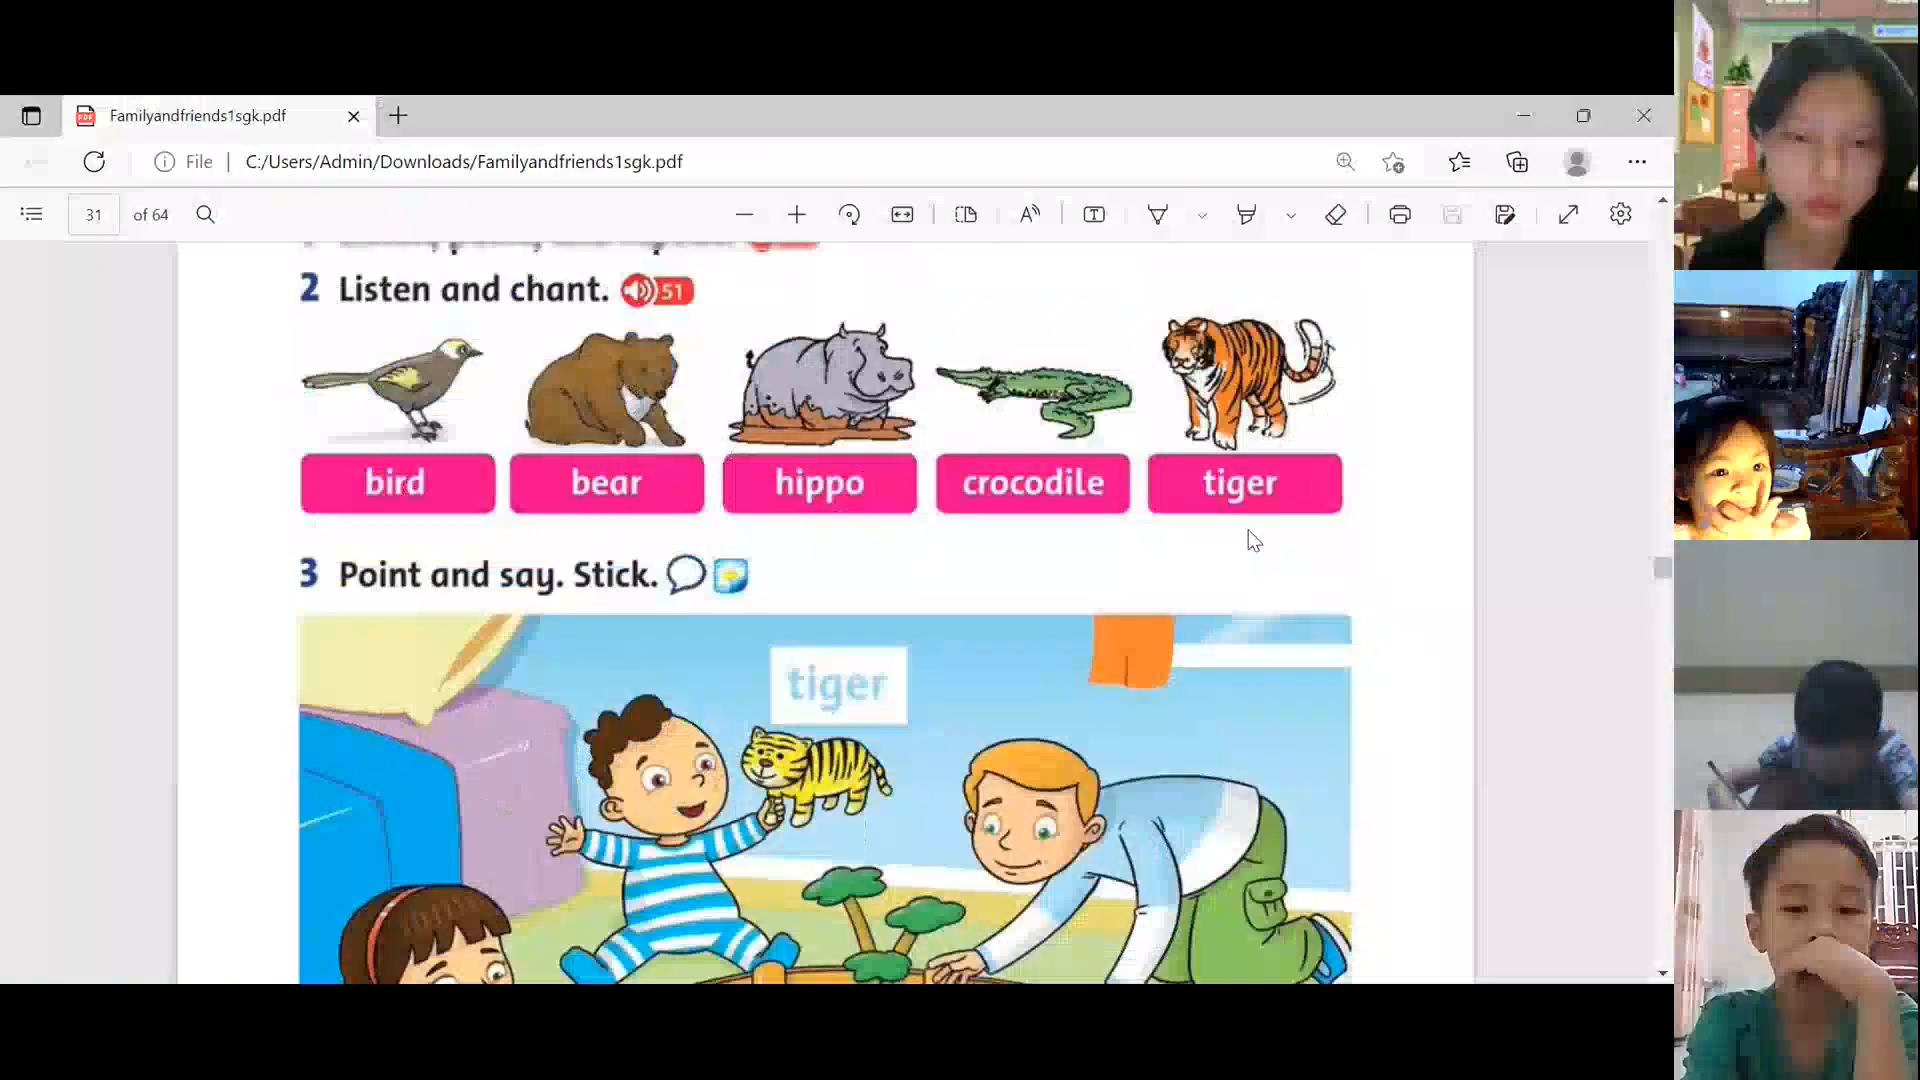 Familyandfriends1sgk.pdf
File | C:/Users/Admin/Downloads/Familyandfriends1sgk.pdf
31 of 64
2 Listen and chant. 51
bird bear hippo crocodile tiger
3 Point and say. Stick.
tiger